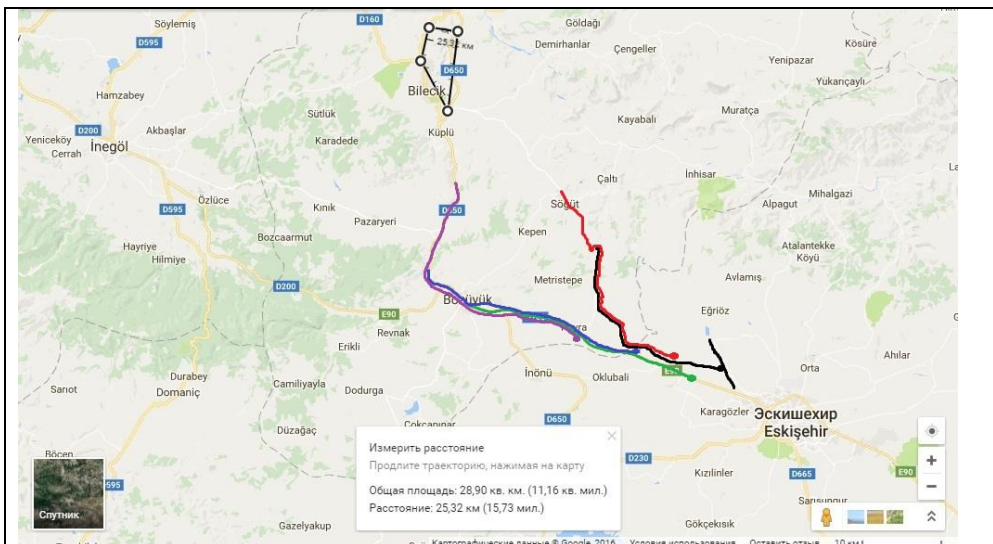 Söylemiş
D160
Göldağı
D595
25,32 км
Demirhanlar
Çengeller
Kösüre
D650
Yenipazar
Hamzabey
Bilecik
Yukarıçaylı
Sütlük
Kayabalı
Muratça
Yeniceköy
D200
Akbaşlar
Küplü
Cerrah
İnegöl
Karadede
Çaltı
İnhisar
Özlüce
Söğüt
Mihalgazi
D595
Kınık
Pazaryeri
Alpagut
Hayriye
Bozcaarmut
Kepen
Atalantekke
Köyü
Hilmiye
Metristepe
Avlamış
D200
Bozüyük
E90
Eğriöz
Revnak
Erikli
Ahılar
Durabey
İnönü
Oklubali
Orta
Sarıot
Domaniç
Camiliyayla
Dodurga
Karagözler
Эскишехир
Eskişehir
Düzağaç
Çokçapınar
D650
Измерить расстояние
Böcen
Продлите траекторию, нажимая на карту
D230
Kızılinler
D665
E90
Общая площадь: 28,90 кв. км. (11,16 кв. мил.)
Расстояние: 25,32 км (15,73 мил.)
Спутник
Gazelyakup
Gökçekısık
Картографические данные © Google, 2016 Условия использования Оставить отзыв 10 км